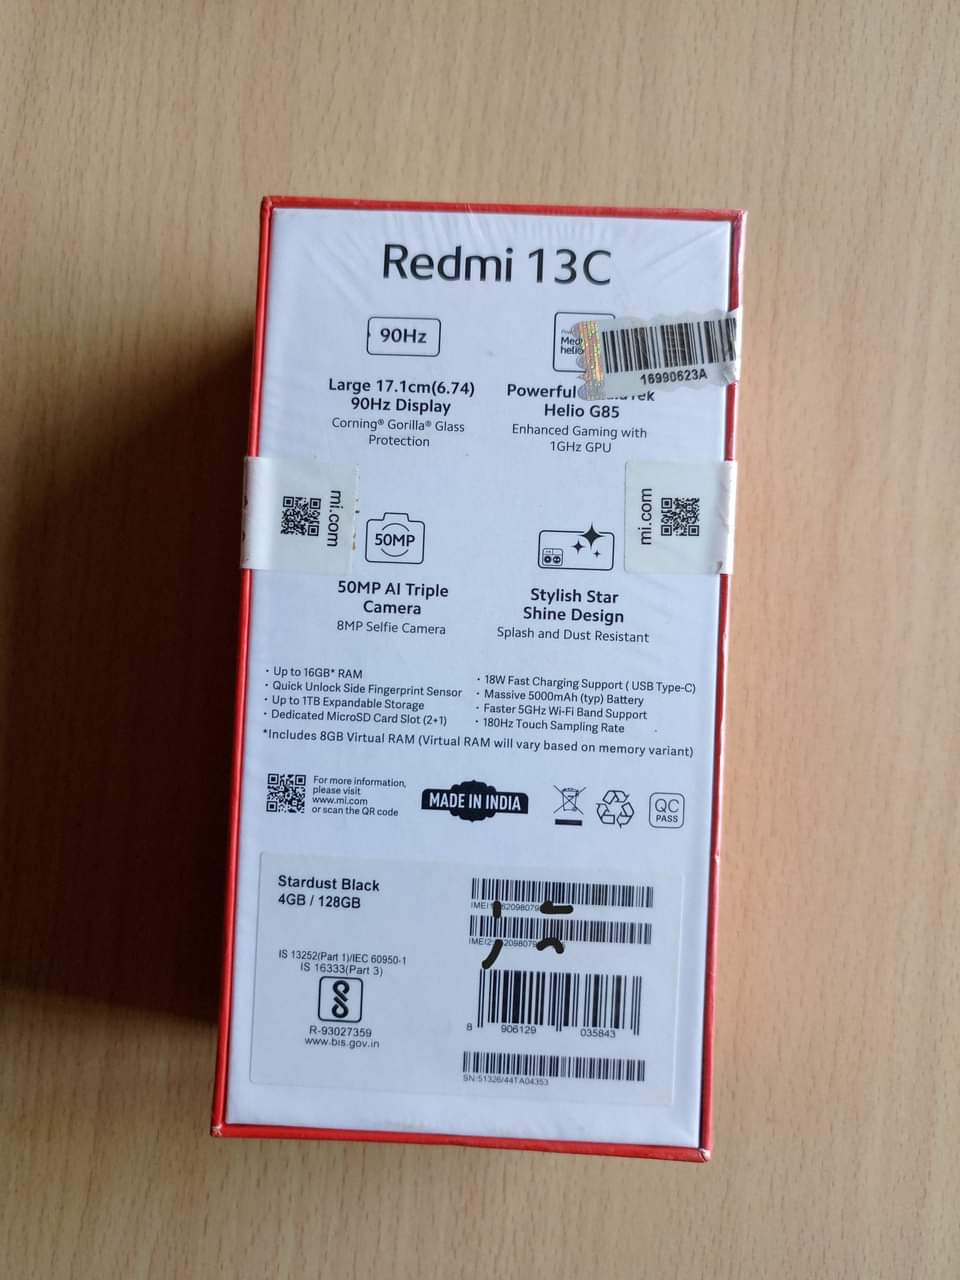 Redmi 13C
90Hz
Large 17.1cm(6.74)
90Hz Display
Corning® Gorilla® Glass
Protection
16990623A
Powerful
Helio G85
Enhanced Gaming with
1GHz GPU
mi.com
50MP
50MP AI Triple
Camera
8MP Selfie Camera
mi.com
Stylish Star
Shine Design
Splash and Dust Resistant
• Up to 16GB* RAM
• Quick Unlock Side Fingerprint Sensor
• Up to 1TB Expandable Storage
• Dedicated MicroSD Card Slot (2+1)
• 18W Fast Charging Support ( USB Type-C)
• Massive 5000mAh (typ) Battery
• Faster 5GHz Wi-Fi Band Support
• 180Hz Touch Sampling Rate
*Includes 8GB Virtual RAM (Virtual RAM will vary based on memory variant)
For more information,
please visit
www.mi.com
or scan the QR code
MADE IN INDIA
QC
PASS
Stardust Black
4GB / 128GB
IS 13252(Part 1)/IEC 60950-1
IS 16333(Part 3)
R-93027359
www.bis.gov.in
IMEI1
IMEI2:
8 906129 035843
SN:51326/44TA04353